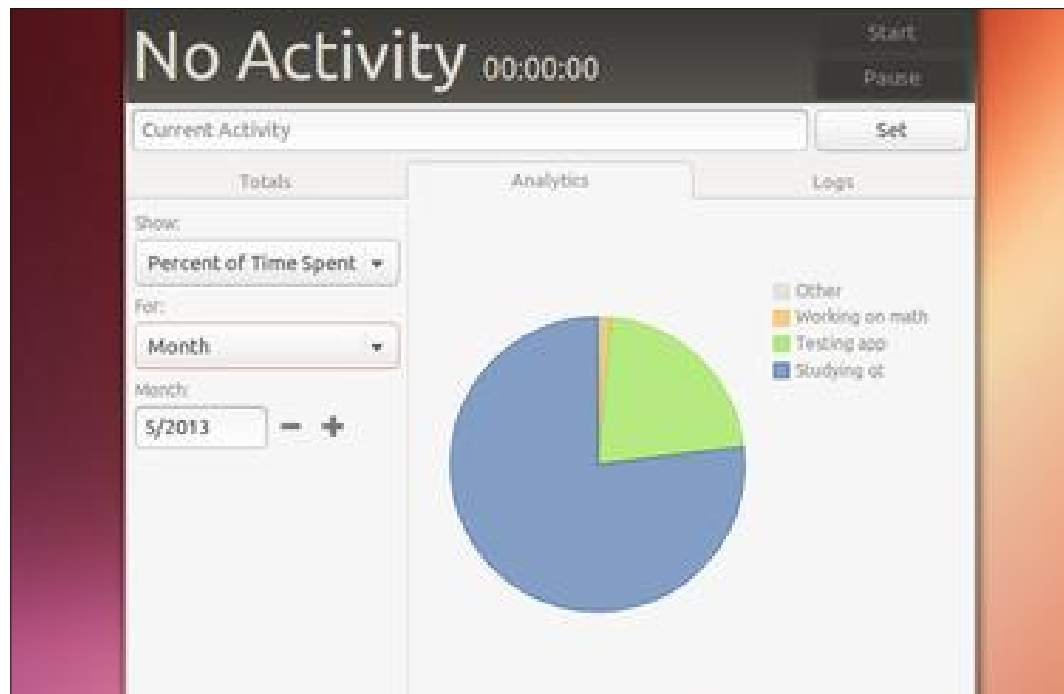 No Activity 00:00:00
Start
Pause
Current Activity
Set
Totals
Analytics
Logs
Show:
Percent of Time Spent
For:
Month
Month:
5/2013
Other
Working on math
Testing app
Studying qt